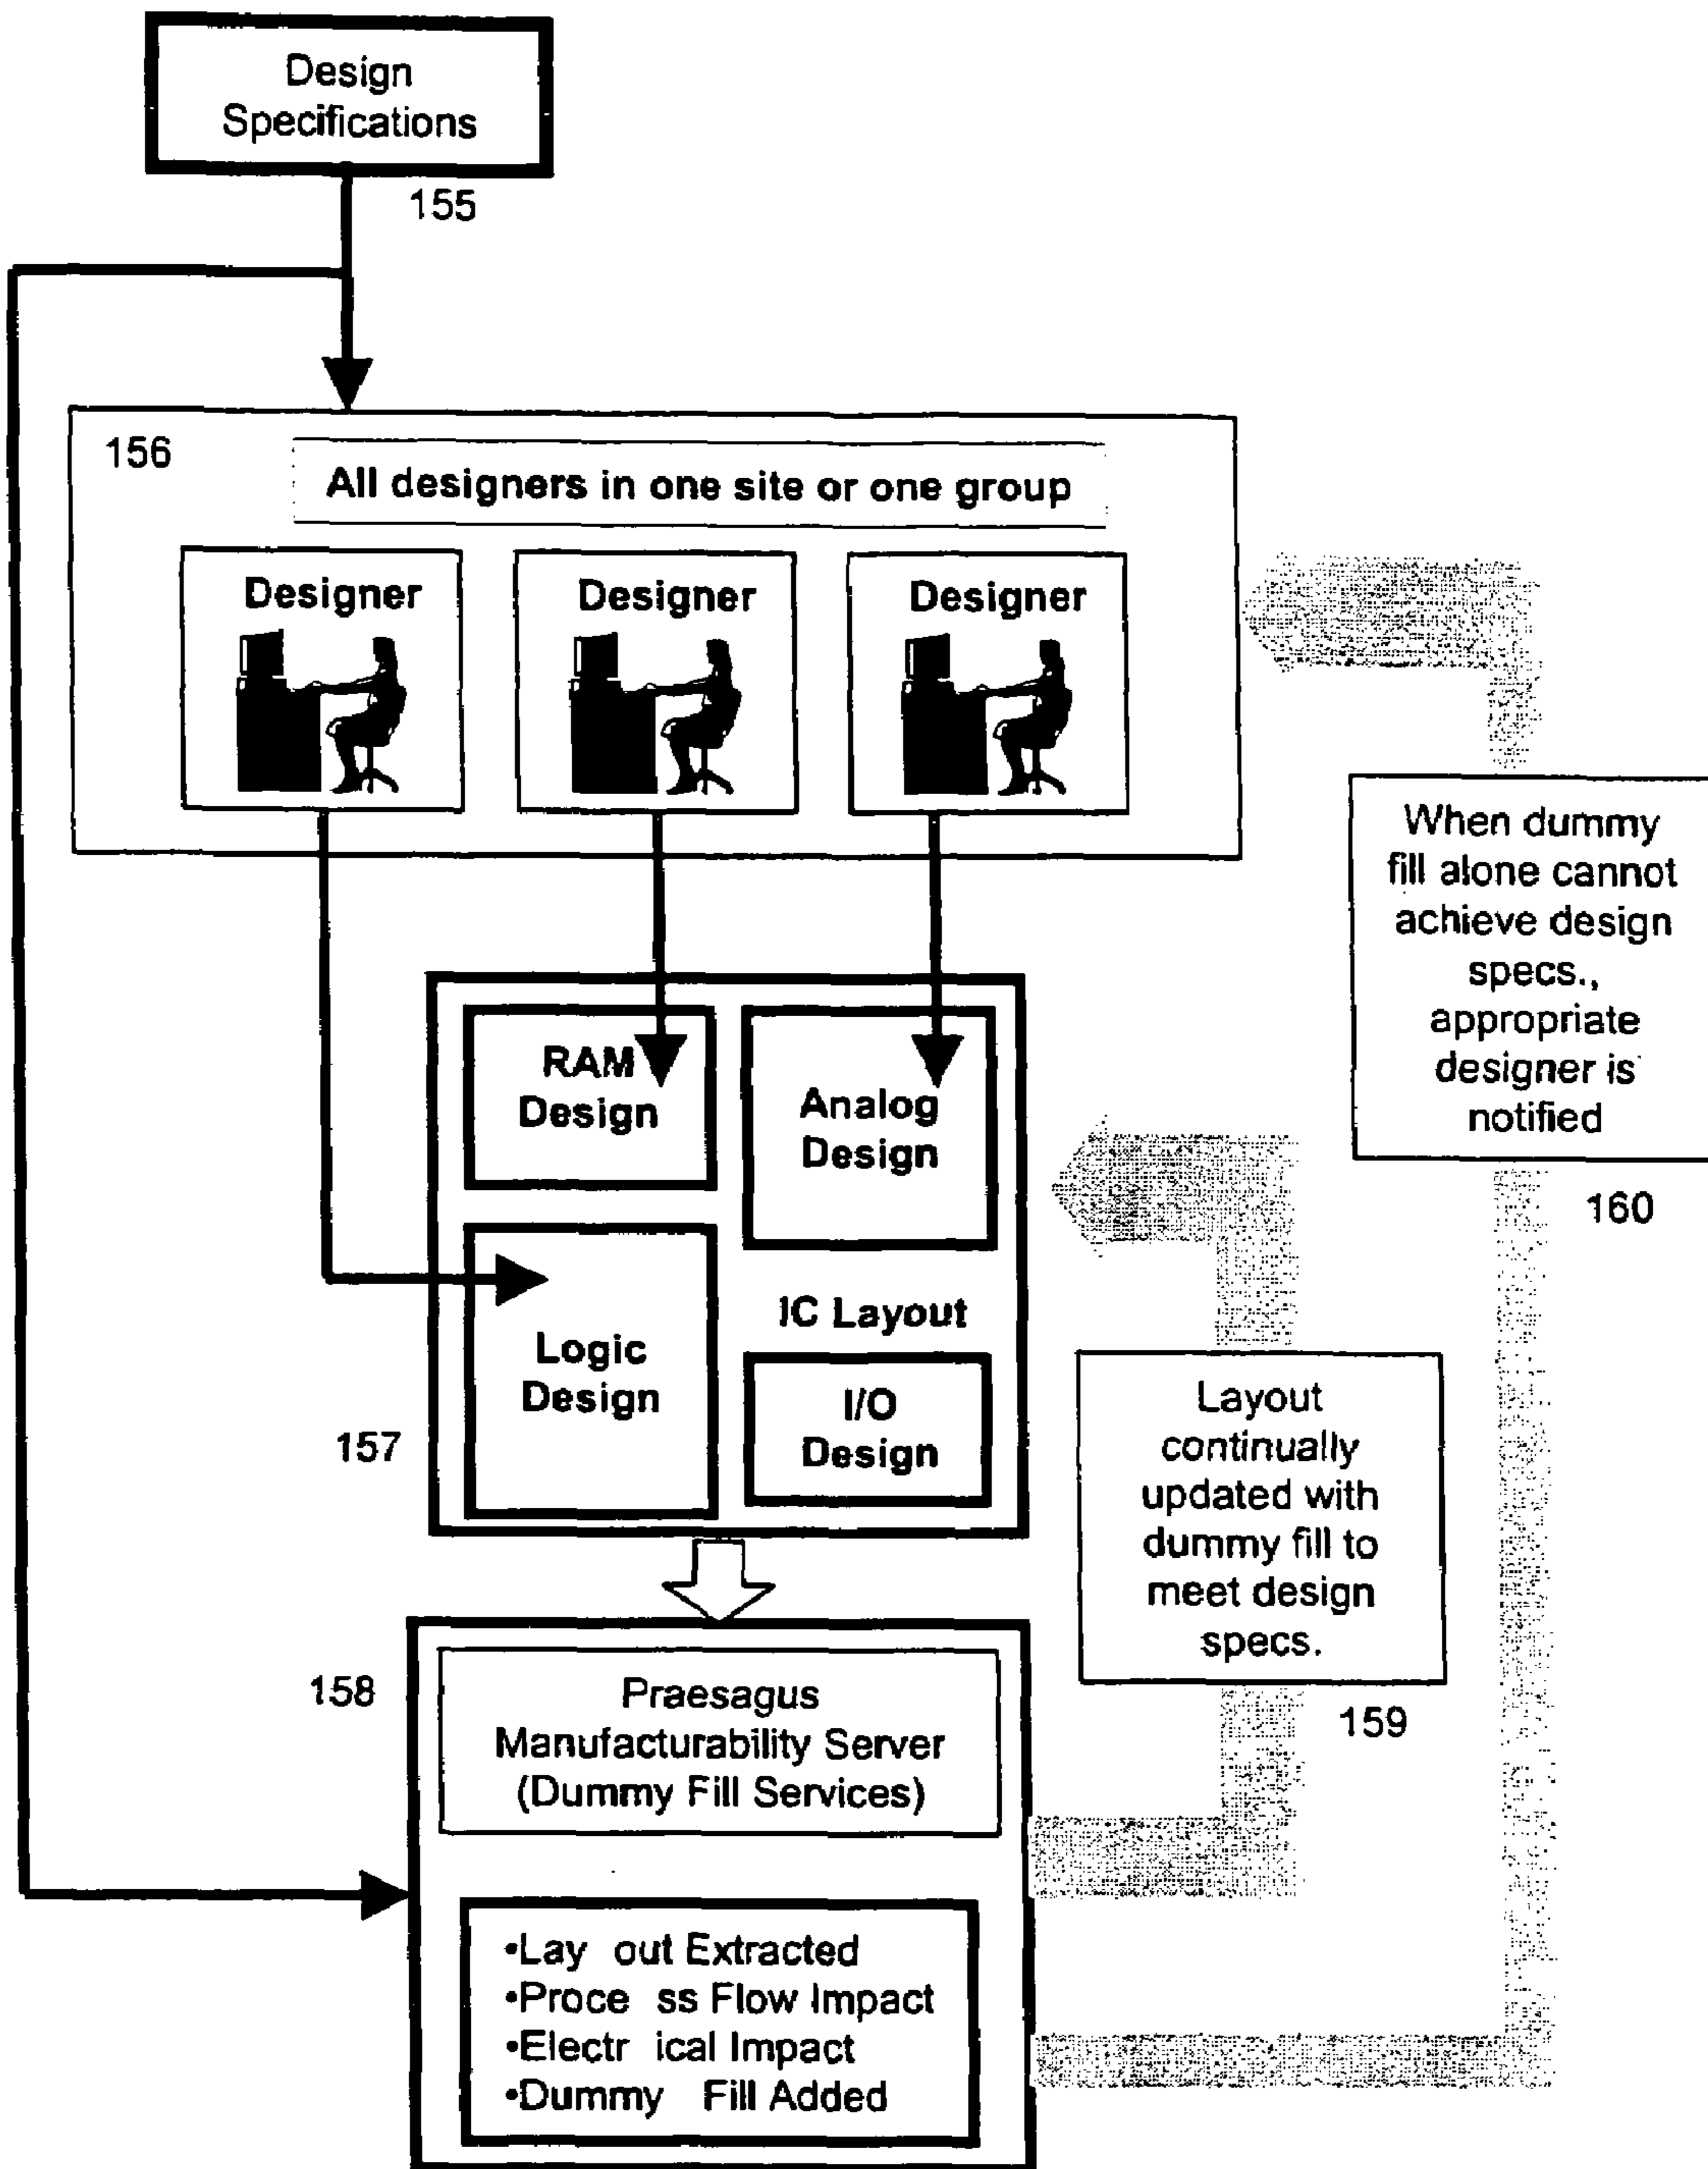 Design
Specifications
155
156
All designers in one site or one group
Designer
Designer
Designer
When dummy
fill alone cannot
achieve design
specs.,
appropriate
designer is
notified
160
RAM
Design
Analog
Design
Logic
Design
IC Layout
I/O
Design
157
Layout
continually
updated with
dummy fill to
meet design
specs.
159
158
Praesagus
Manufacturability Server
(Dummy Fill Services)
•Lay out Extracted
•Proce ss Flow Impact
•Electr ical Impact
•Dummy Fill Added